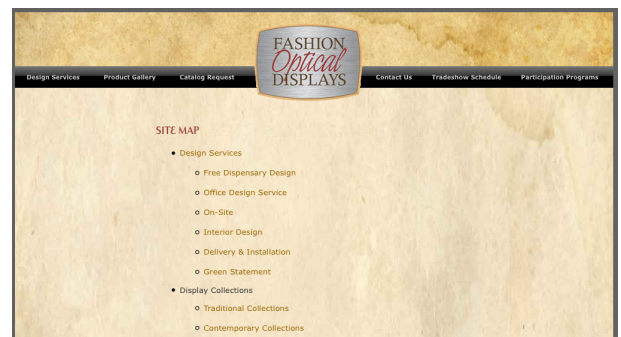 FASHION
Optical
DISPLAYS
Design Services Product Gallery Catalog Request Contact Us Tradeshow Schedule Participation Programs
SITE MAP
Design Services
Free Dispensary Design
Office Design Service
On-Site
Interior Design
Delivery & Installation
Green Statement
Display Collections
Traditional Collections
Contemporary Collections